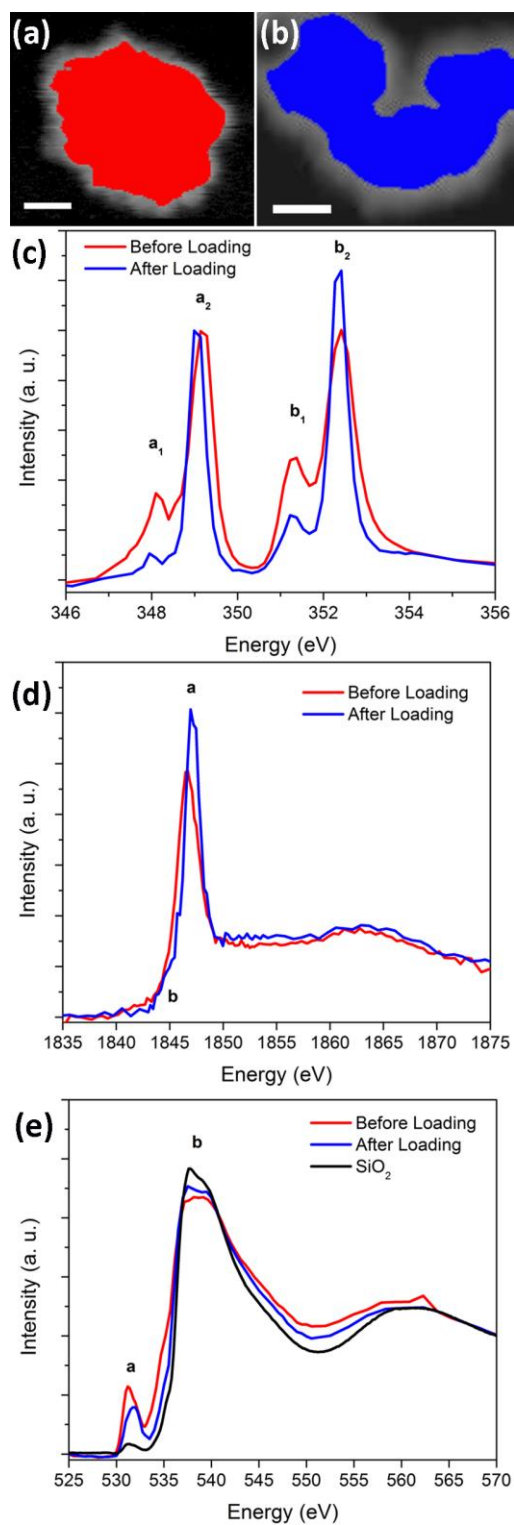 (a)
(b)
(c)
Before Loading
After Loading
a₁
a₂
b₁
b₂
Intensity (a. u.)
346 348 350 352 354 356
Energy (eV)
(d)
Before Loading
After Loading
a
b
Intensity (a. u.)
1835 1840 1845 1850 1855 1860 1865 1870 1875
Energy (eV)
(e)
Before Loading
After Loading
SiO₂
b
a
Intensity (a. u.)
525 530 535 540 545 550 555 560 565 570
Energy (eV)